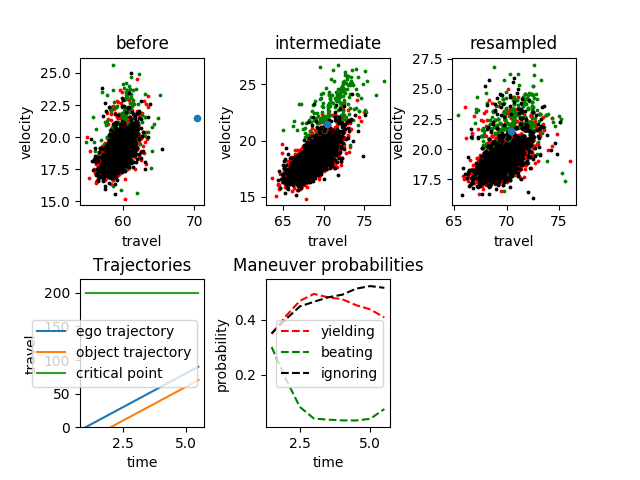 before
intermediate
resampled
velocity
25.0
22.5
20.0
17.5
15.0
60
70
travel
velocity
25
20
15
65
70
75
travel
velocity
27.5
25.0
22.5
20.0
17.5
65
70
75
travel
Trajectories
Maneuver probabilities
travel
200
150
100
50
0
ego trajectory
object trajectory
critical point
2.5
5.0
time
probability
0.4
0.2
yielding
beating
ignoring
2.5
5.0
time